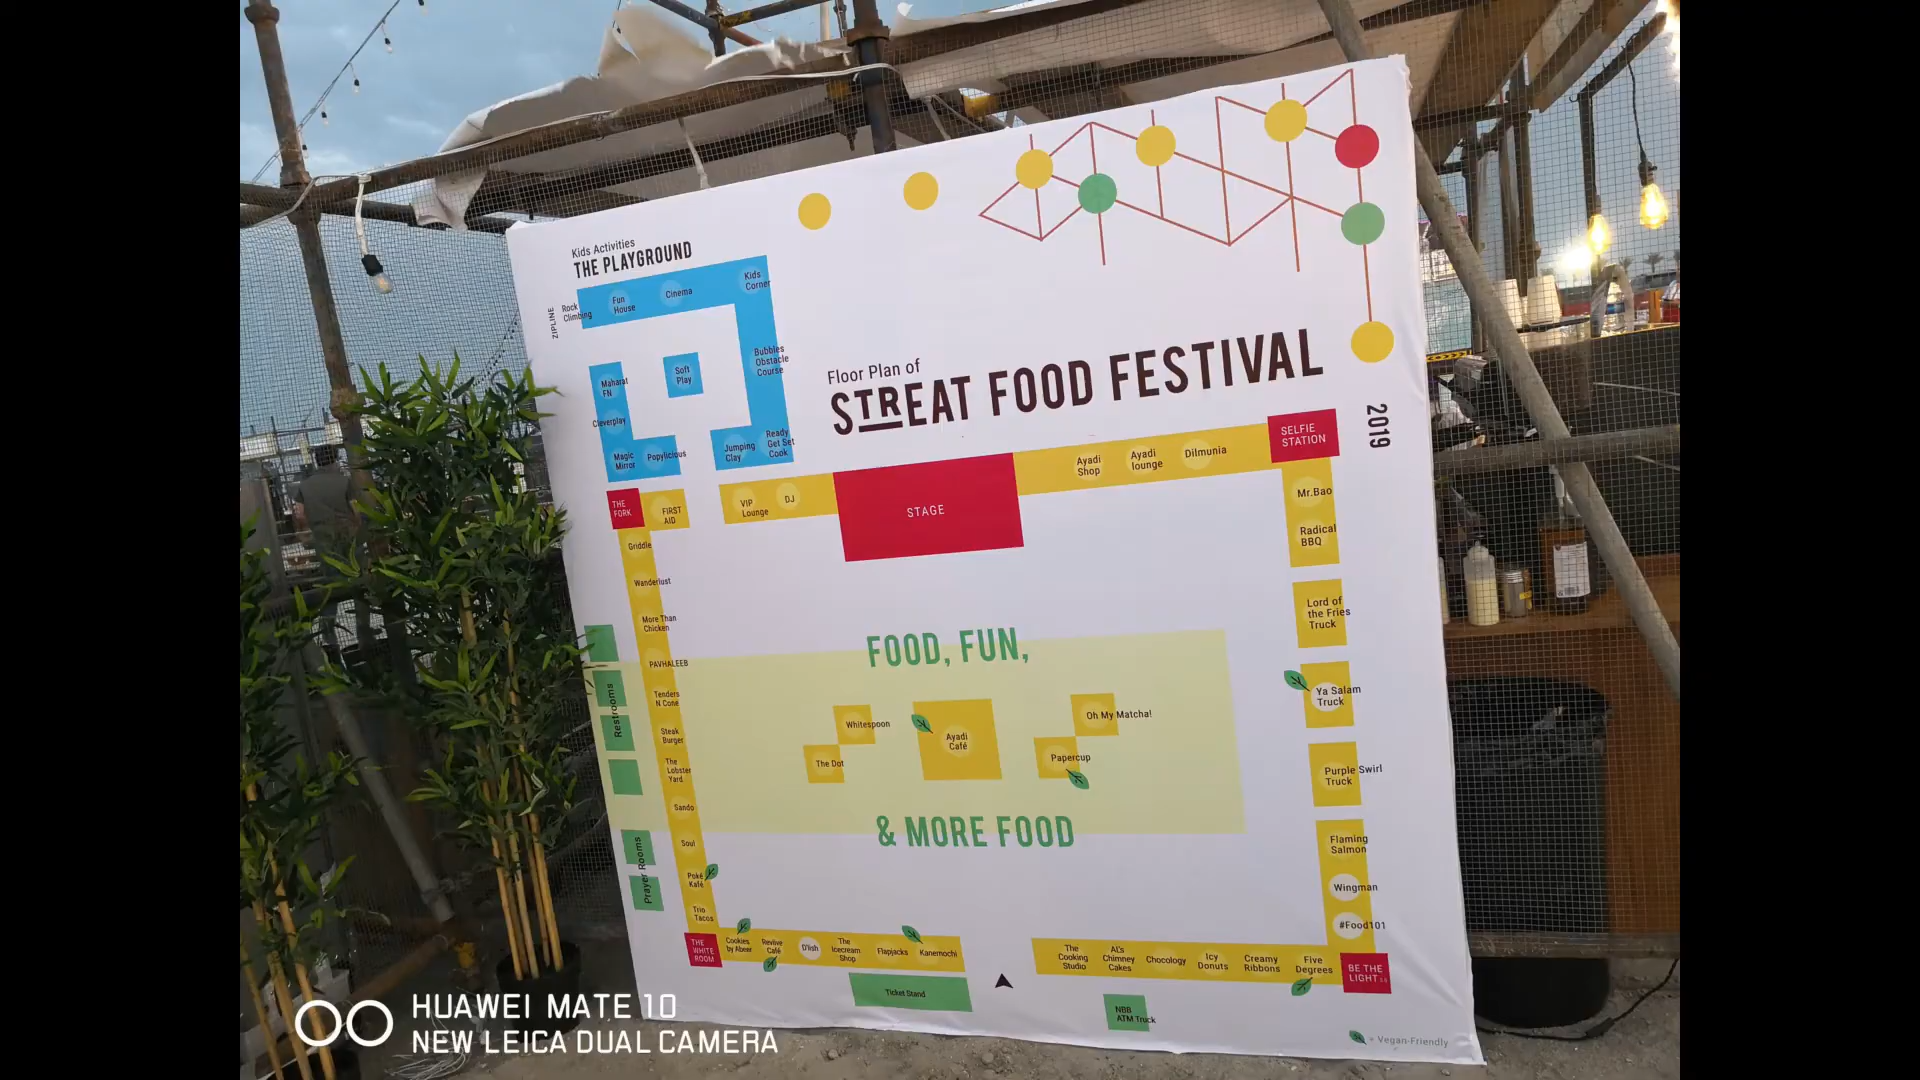 Kids Activities
THE PLAYGROUND
ZIPLINE
Rock
Climbing
Fun
House
Cinema
Kids
Corner
Maharat
FN
Soft
Play
Bubbles
Obstacle
Course
Cleverplay
Magic
Mirror
Popylicious
Jumping
Clay
Ready
Get Set
Cook
Floor Plan of
STREAT FOOD FESTIVAL
2019
THE
FORK
FIRST
AID
VIP
Lounge
DJ
STAGE
Ayadi
Shop
Ayadi
lounge
Dilmunia
SELFIE
STATION
Griddle
Wanderlust
More Than
Chicken
PAVHALEEB
Tenders
N Cone
Steak
Burger
The
Lobster
Yard
Sando
Soul
Poké
Kafé
Trio
Tacos
Restrooms
Prayer Rooms
FOOD, FUN,
Whitespoon
The Dot
Ayadi
Café
Oh My Matcha!
Papercup
& MORE FOOD
Mr.Bao
Radical
BBQ
Lord of
the Fries
Truck
Ya Salam
Truck
Purple Swirl
Truck
Flaming
Salmon
Wingman
#Food101
THE
WHITE
ROOM
Cookies
by Abeer
Revive
Café
D'lish
The
Icecream
Shop
Flapjacks
Kanemochi
Ticket Stand
The
Cooking
Studio
Al's
Chimney
Cakes
Chocology
Icy
Donuts
Creamy
Ribbons
Five
Degrees
BE THE
LIGHT
NBB
ATM Truck
= Vegan-Friendly
HUAWEI MATE 10
NEW LEICA DUAL CAMERA